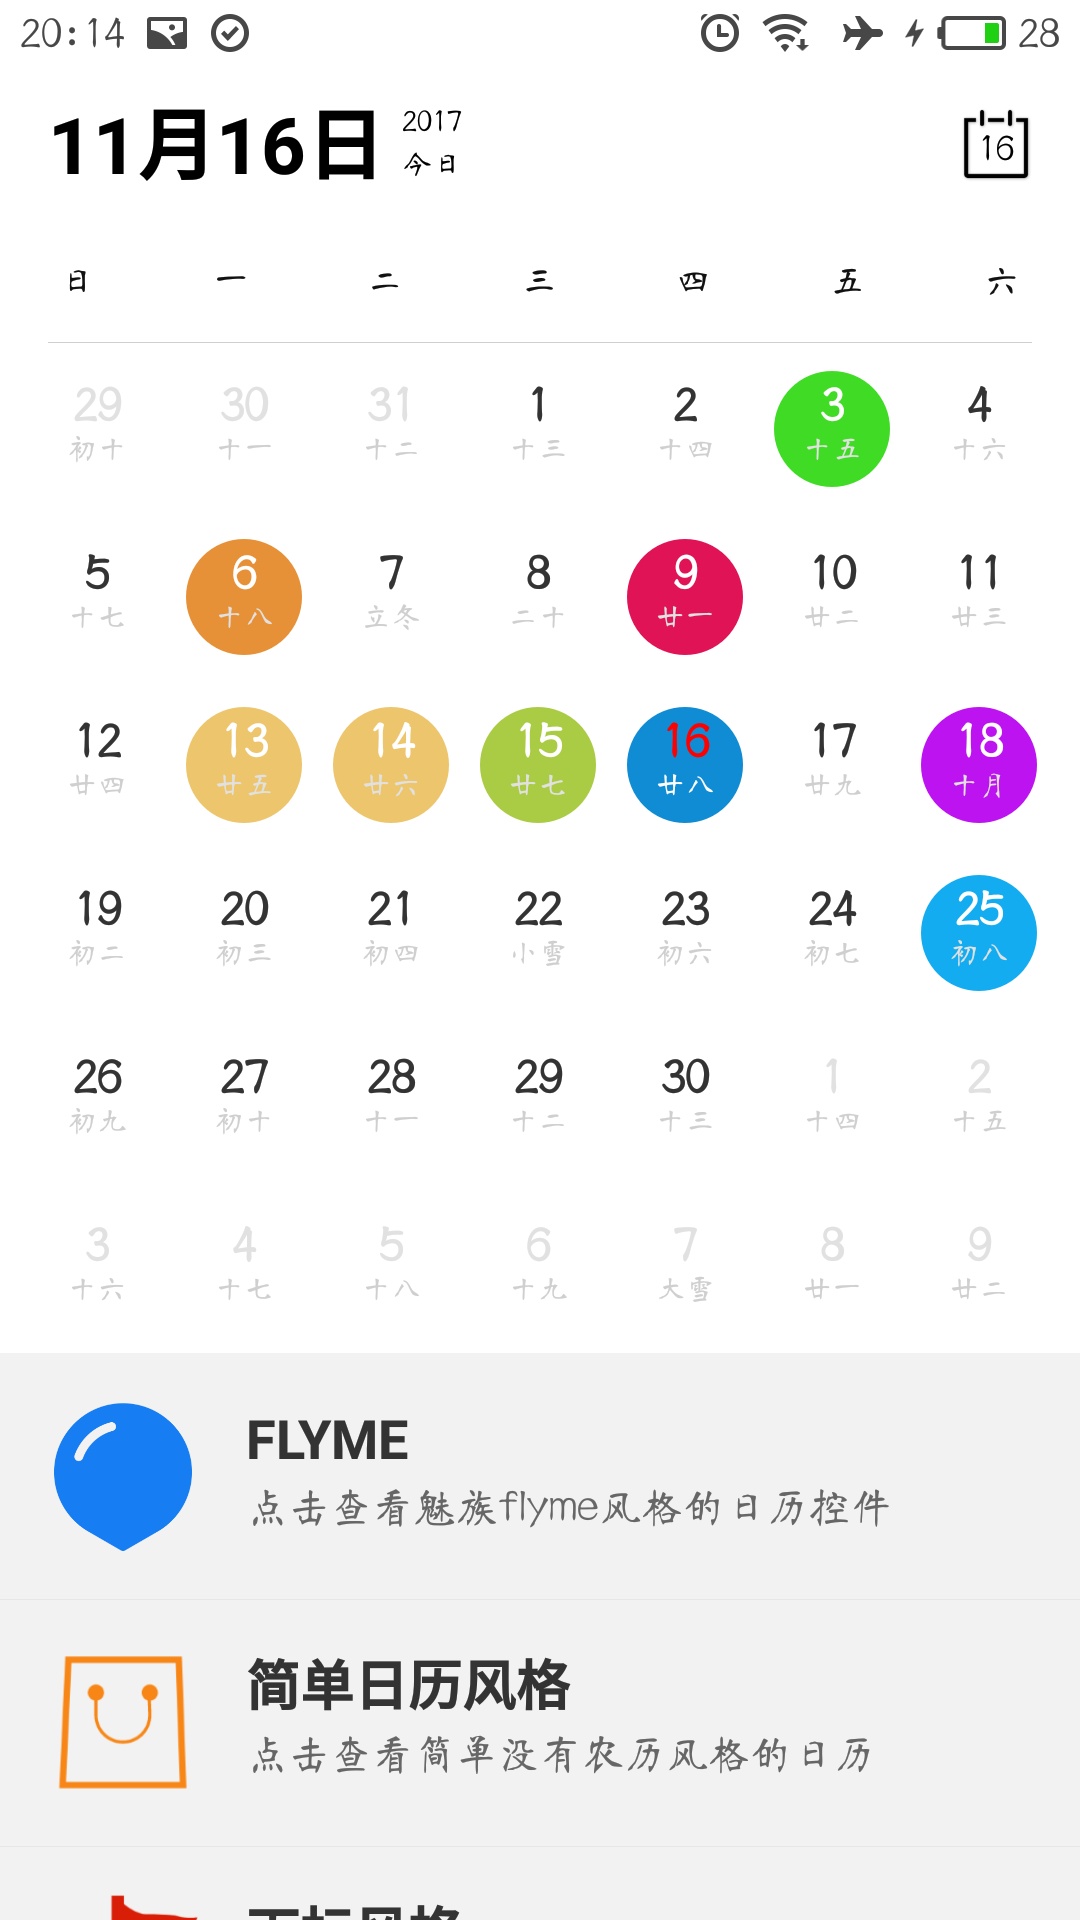 20:14 28
11月16日 2017
今日
16
日 一 二 三 四 五 六
29 30 31 1 2 3 4
初十 十一 十二 十三 十四 十五 十六
5 6 7 8 9 10 11
十七 十八 立冬 二十 廿一 廿二 廿三
12 13 14 15 16 17 18
廿四 廿五 廿六 廿七 廿八 廿九 十月
19 20 21 22 23 24 25
初二 初三 初四 小雪 初六 初七 初八
26 27 28 29 30 1 2
初九 初十 十一 十二 十三 十四 十五
3 4 5 6 7 8 9
十六 十七 十八 十九 大雪 廿一 廿二
FLYME
点击查看魅族flyme风格的日历控件
简单日历风格
点击查看简单没有农历风格的日历